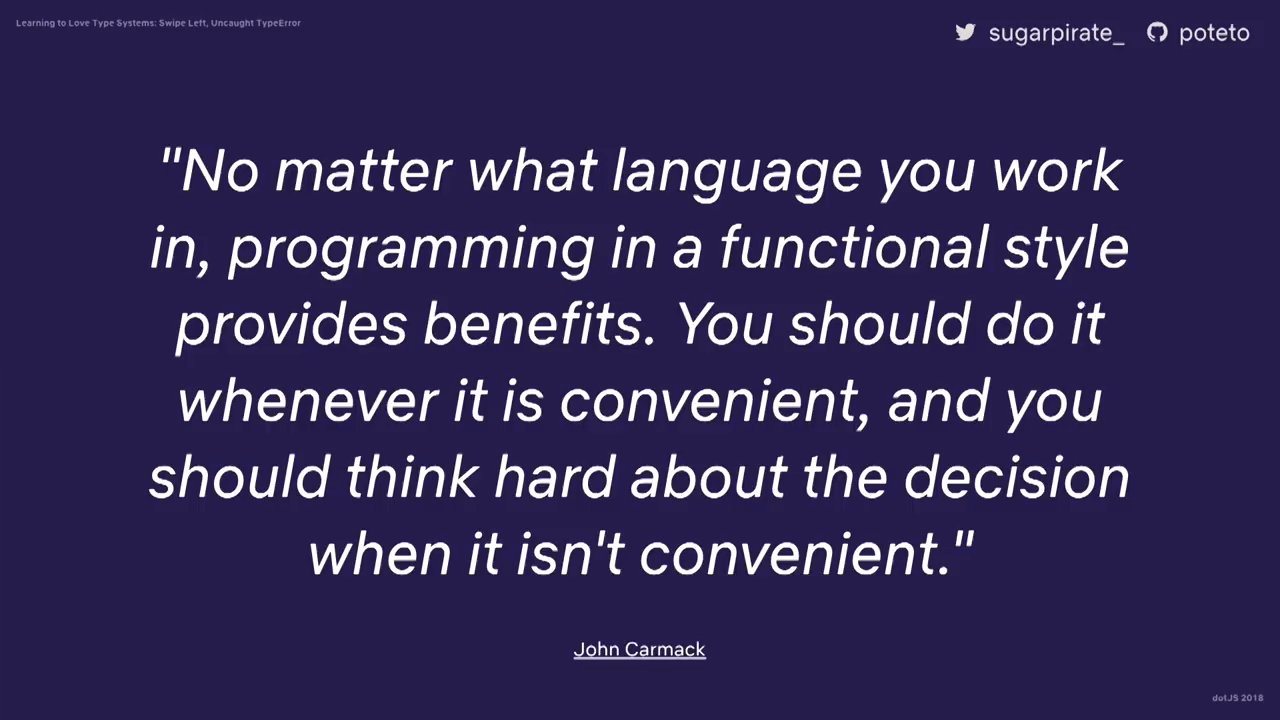 Learning to Love Type Systems: Swipe Left, Uncaught TypeError
sugarpirate_ poteto
"No matter what language you work
in, programming in a functional style
provides benefits. You should do it
whenever it is convenient, and you
should think hard about the decision
when it isn't convenient."
John Carmack
dotJS 2018